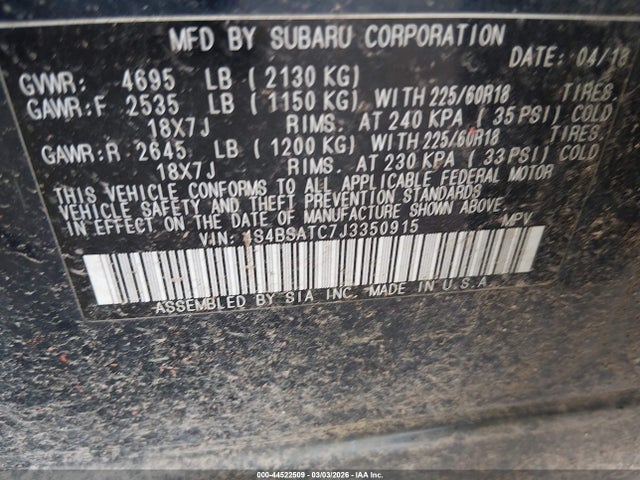 MFD BY SUBARU CORPORATION
DATE: 04/18
GVWR: 4695 LB ( 2130 KG)
GAWR:F 2535 LB ( 1150 KG) WITH 225/60R18 TIRES
18X7J RIMS. AT 240 KPA ( 35 PSI) COLD
GAWR:R 2645 LB ( 1200 KG) WITH 225/60R18 TIRES
18X7J RIMS. AT 230 KPA ( 33 PSI) COLD
THIS VEHICLE CONFORMS TO ALL APPLICABLE FEDERAL MOTOR
VEHICLE SAFETY AND THEFT PREVENTION STANDARDS
IN EFFECT ON THE DATE OF MANUFACTURE SHOWN ABOVE.
VIN: 4S4BSATC7J3350915 MPV
ASSEMBLED BY SIA INC. MADE IN U.S.A
000-44522509 - 03/03/2026 - IAA Inc.